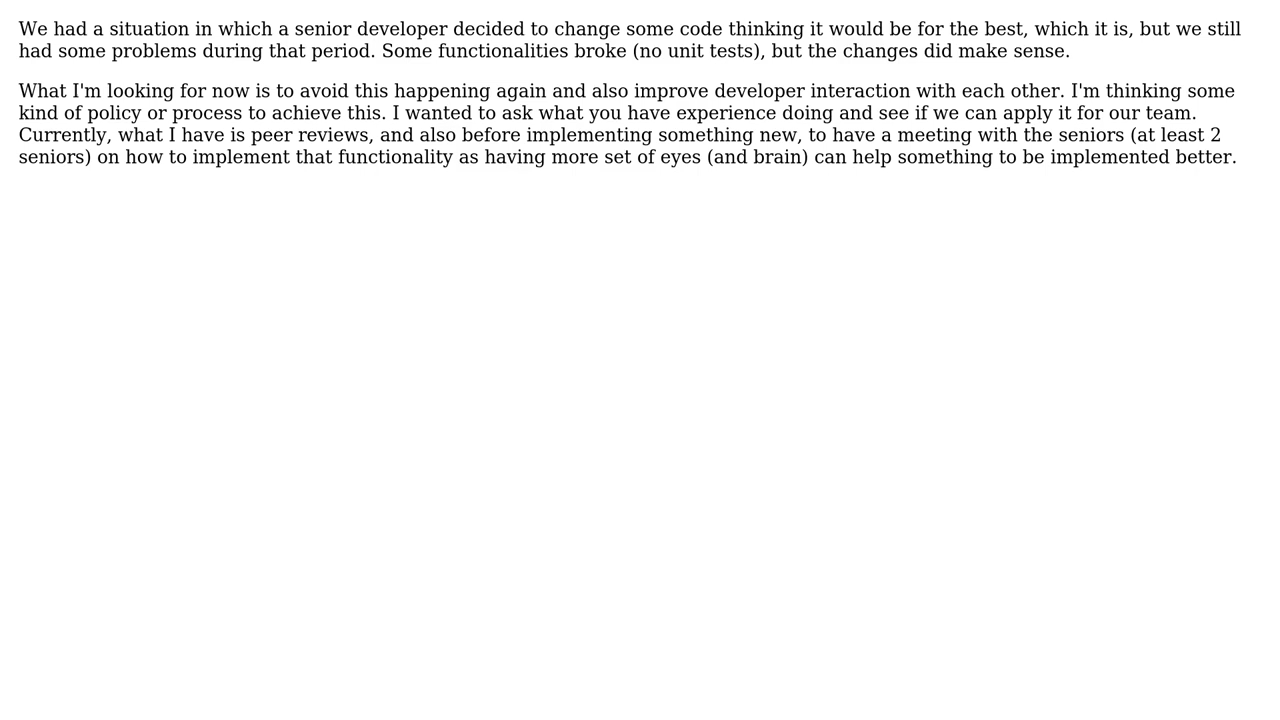 We had a situation in which a senior developer decided to change some code thinking it would be for the best, which it is, but we still
had some problems during that period. Some functionalities broke (no unit tests), but the changes did make sense.
What I'm looking for now is to avoid this happening again and also improve developer interaction with each other. I'm thinking some
kind of policy or process to achieve this. I wanted to ask what you have experience doing and see if we can apply it for our team.
Currently, what I have is peer reviews, and also before implementing something new, to have a meeting with the seniors (at least 2
seniors) on how to implement that functionality as having more set of eyes (and brain) can help something to be implemented better.